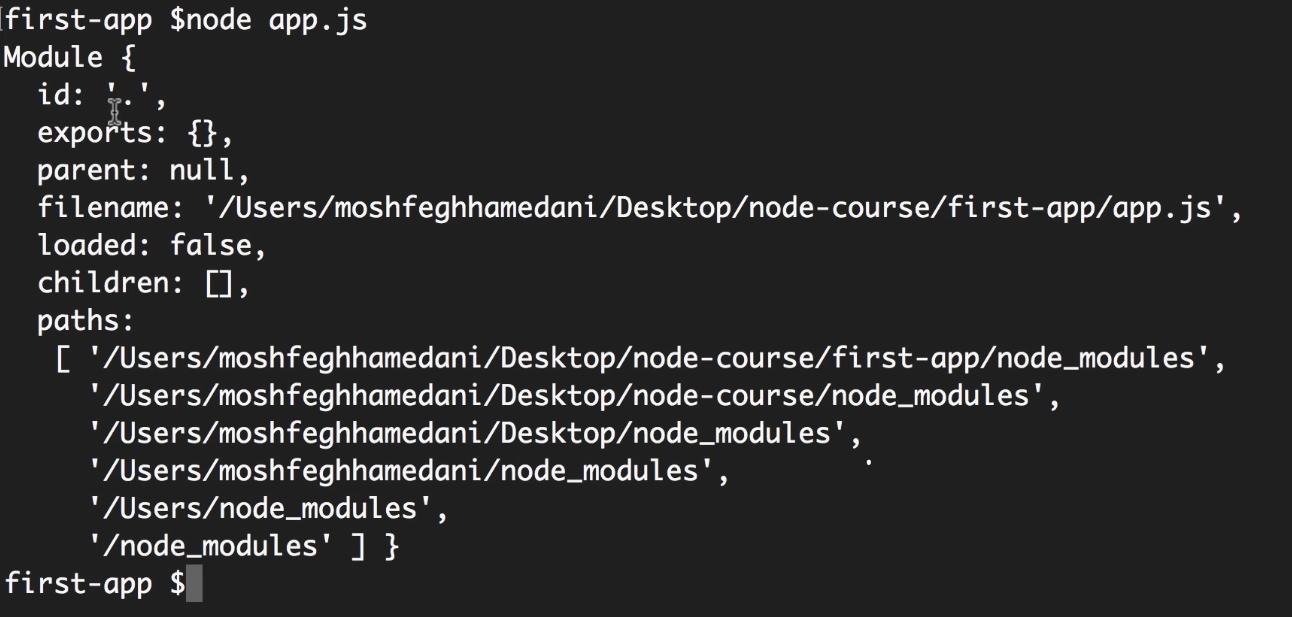 first-app $node app.js
Module {
  id: '.',
  exports: {},
  parent: null,
  filename: '/Users/moshfeghhamedani/Desktop/node-course/first-app/app.js',
  loaded: false,
  children: [],
  paths:
   [ '/Users/moshfeghhamedani/Desktop/node-course/first-app/node_modules',
     '/Users/moshfeghhamedani/Desktop/node-course/node_modules',
     '/Users/moshfeghhamedani/Desktop/node_modules',
     '/Users/moshfeghhamedani/node_modules',
     '/Users/node_modules',
     '/node_modules' ] }
first-app $